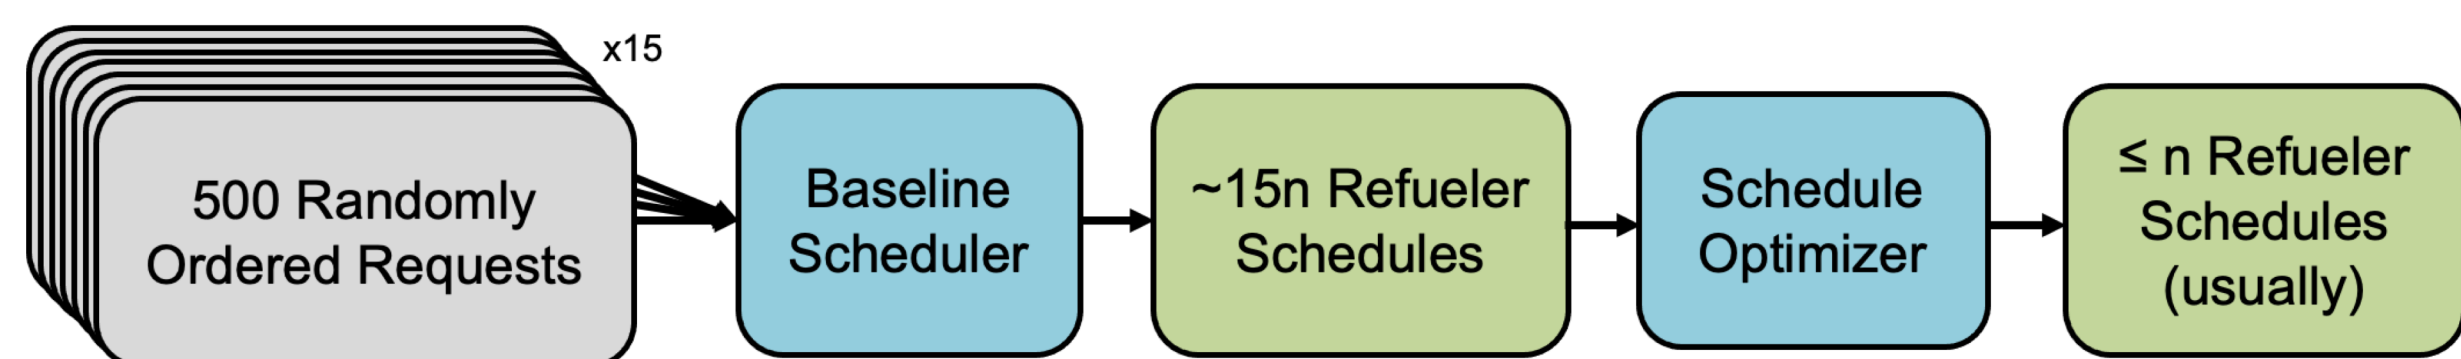 x15
500 Randomly
Ordered Requests
Baseline
Scheduler
~15n Refueler
Schedules
Schedule
Optimizer
≤ n Refueler
Schedules
(usually)